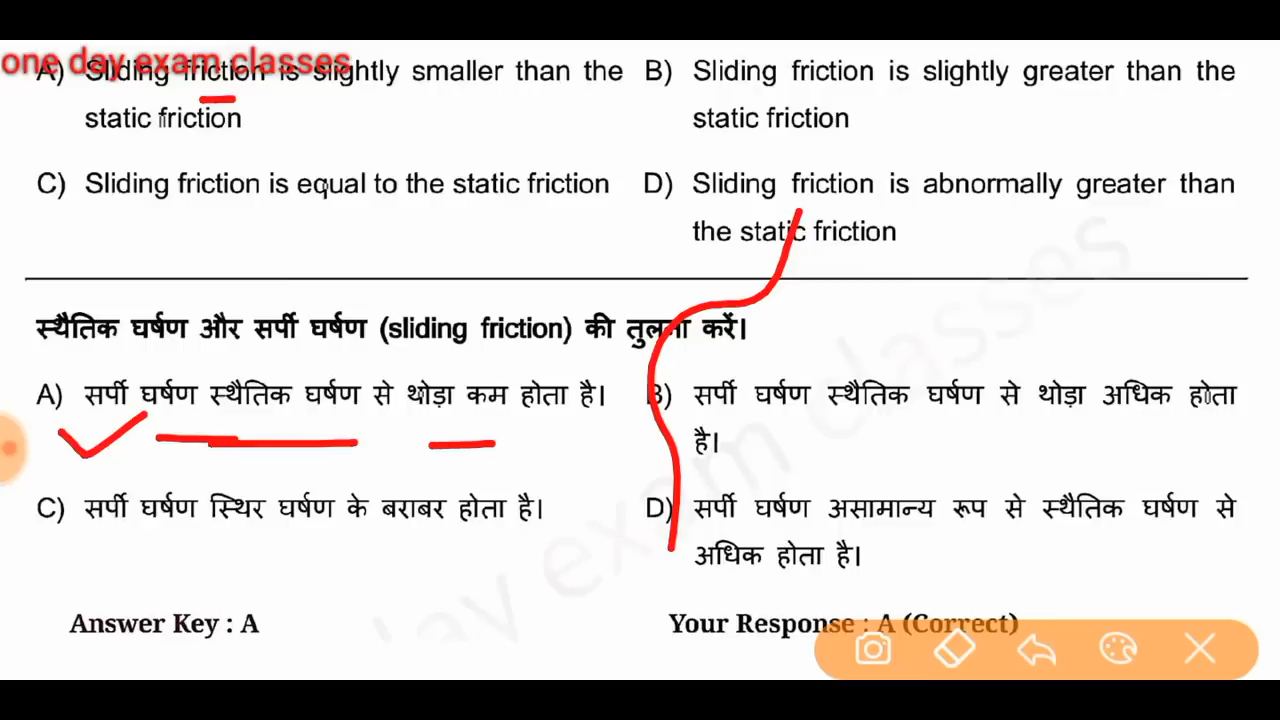 one day exam classes
A) Sliding friction is slightly smaller than the B) Sliding friction is slightly greater than the
static friction static friction
C) Sliding friction is equal to the static friction D) Sliding friction is abnormally greater than
the static friction
स्थैतिक घर्षण और सर्पी घर्षण (sliding friction) की तुलना करें।
A) सर्पी घर्षण स्थैतिक घर्षण से थोड़ा कम होता है। B) सर्पी घर्षण स्थैतिक घर्षण से थोड़ा अधिक होता
है।
C) सर्पी घर्षण स्थिर घर्षण के बराबर होता है। D) सर्पी घर्षण असामान्य रूप से स्थैतिक घर्षण से
अधिक होता है।
Answer Key : A Your Response : A (Correct)
day exam classes